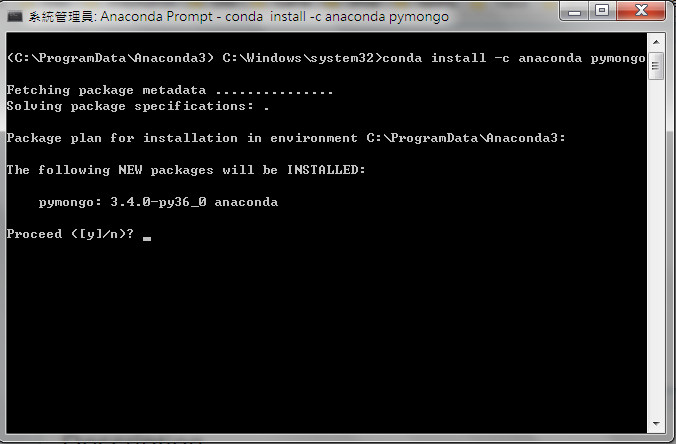 系統管理員: Anaconda Prompt - conda  install -c anaconda pymongo
(C:\ProgramData\Anaconda3) C:\Windows\system32>conda install -c anaconda pymongo
Fetching package metadata ...............
Solving package specifications: .
Package plan for installation in environment C:\ProgramData\Anaconda3:
The following NEW packages will be INSTALLED:
pymongo: 3.4.0-py36_0 anaconda
Proceed ([y]/n)? _